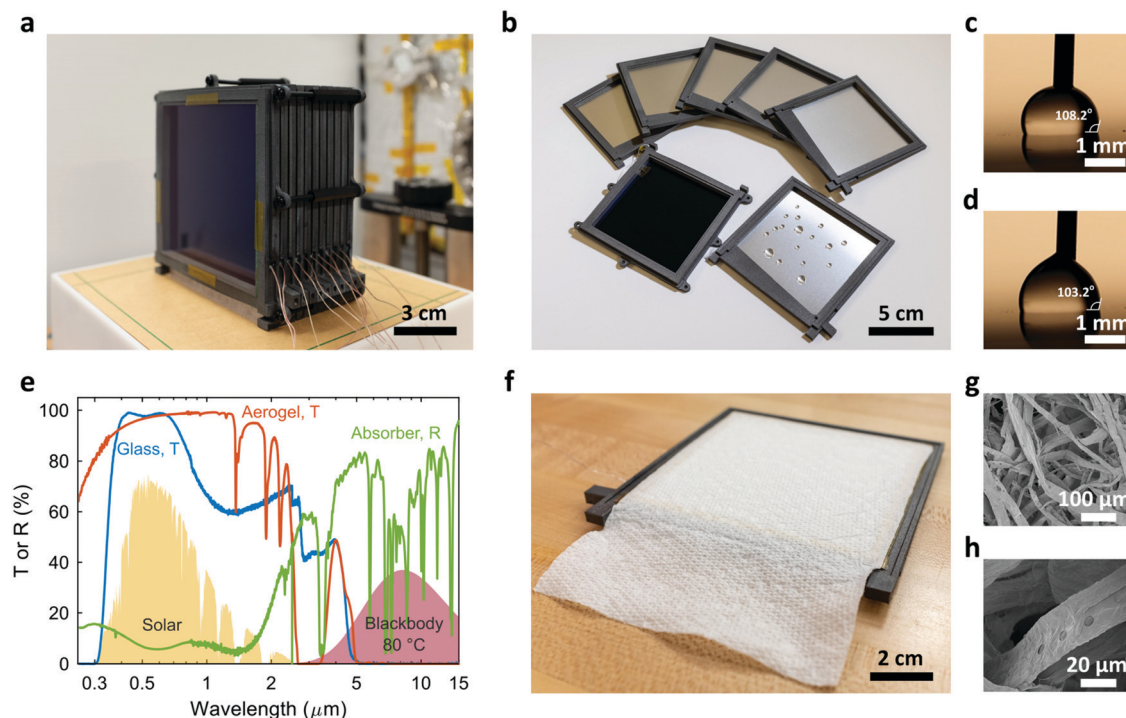 a
b
c
d
3 cm
5 cm
108.2°
1 mm
103.2°
1 mm
e
f
g
h
T or R (%)
100
80
60
40
20
0
Aerogel, T
Glass, T
Absorber, R
Solar
Blackbody
80 °C
0.3
0.5
1
2
5
10
15
Wavelength (μm)
2 cm
100 μm
20 μm